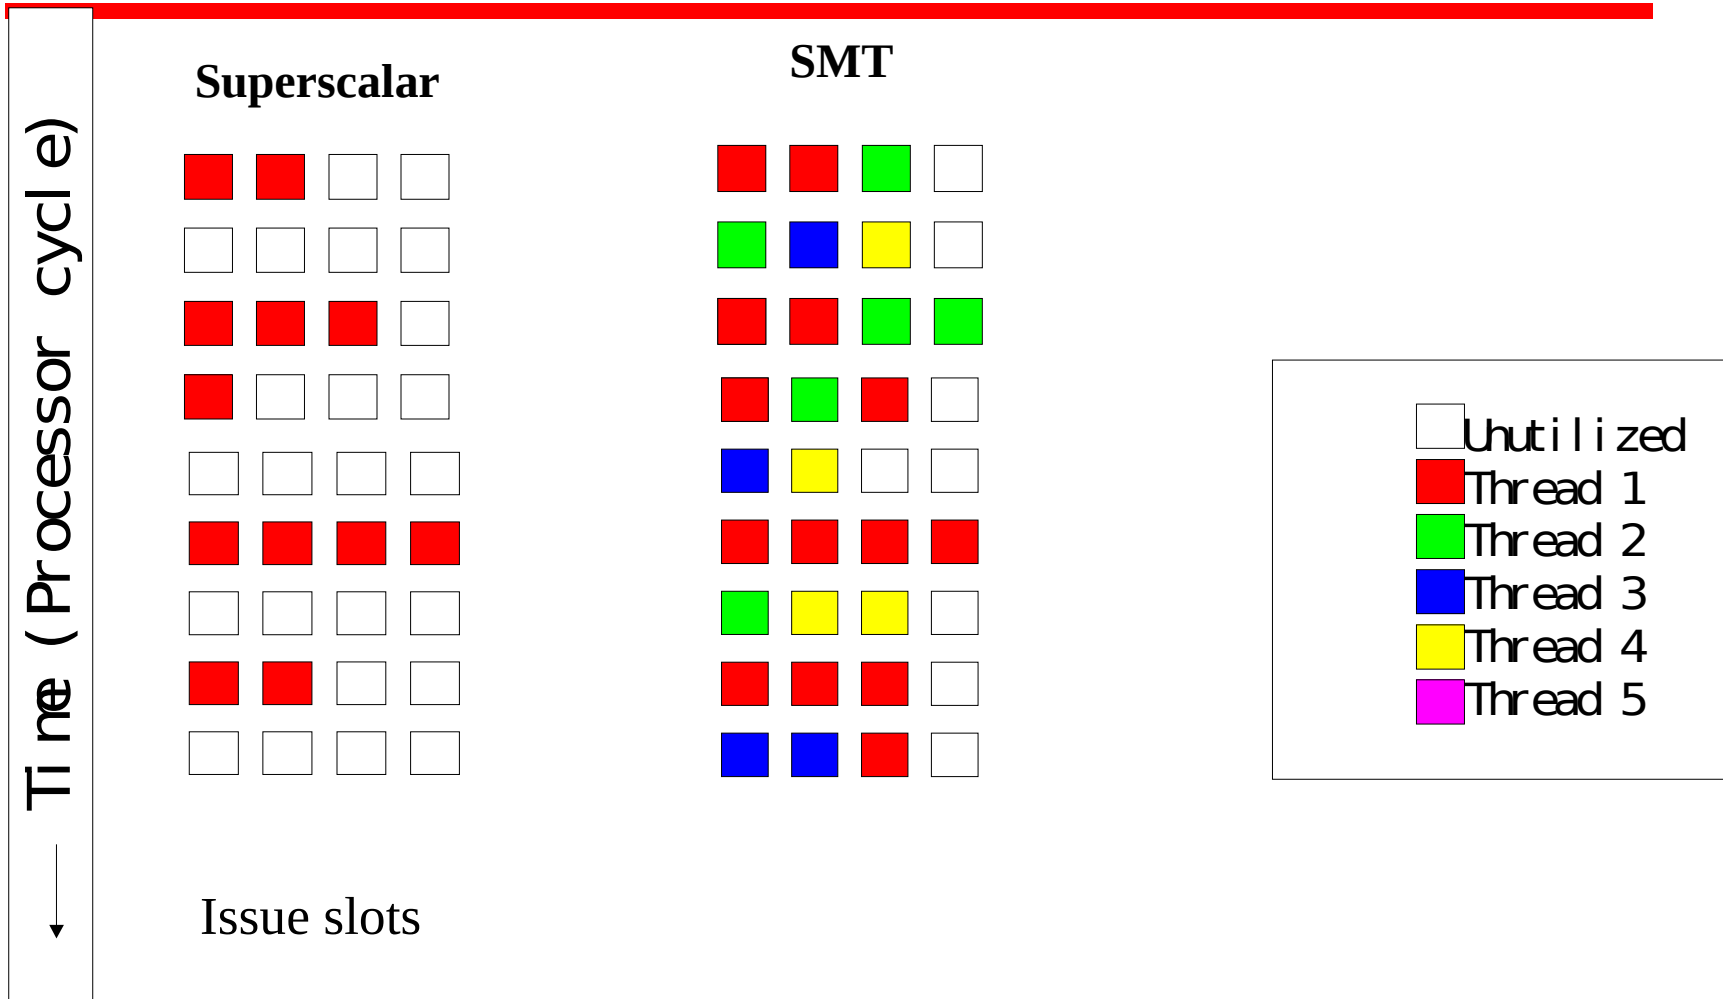 Time (Processor cycle)
Superscalar
SMT
Unutilized
Thread 1
Thread 2
Thread 3
Thread 4
Thread 5
Issue slots